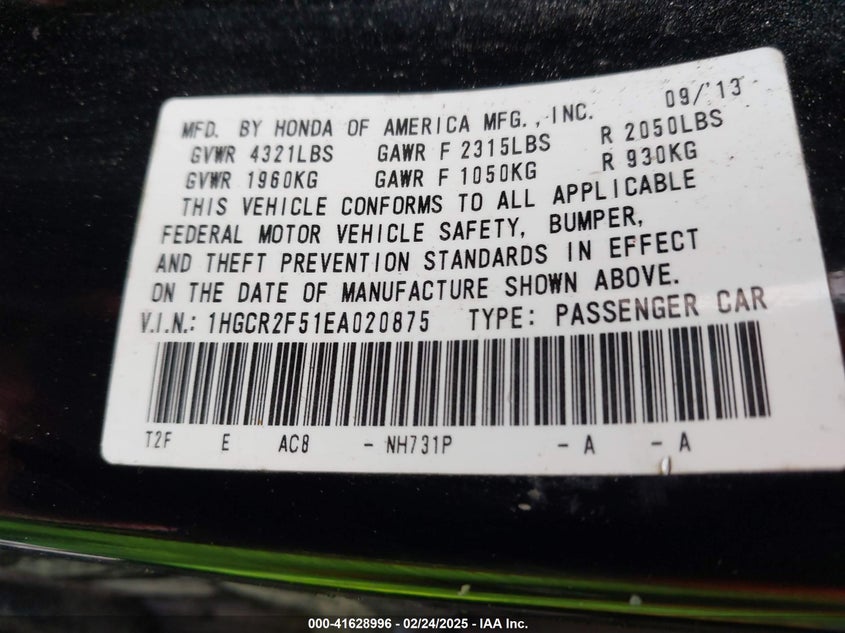 09/'13
MFD. BY HONDA OF AMERICA MFG., INC.
GVWR 4321LBS GAWR F 2315LBS R 2050LBS
GVWR 1960KG GAWR F 1050KG R 930KG
THIS VEHICLE CONFORMS TO ALL APPLICABLE
FEDERAL MOTOR VEHICLE SAFETY, BUMPER,
AND THEFT PREVENTION STANDARDS IN EFFECT
ON THE DATE OF MANUFACTURE SHOWN ABOVE.
V.I.N.: 1HGCR2F51EA020875 TYPE: PASSENGER CAR
T2F E AC8 - NH731P - A - A
000-41628996 - 02/24/2025 - IAA, Inc.